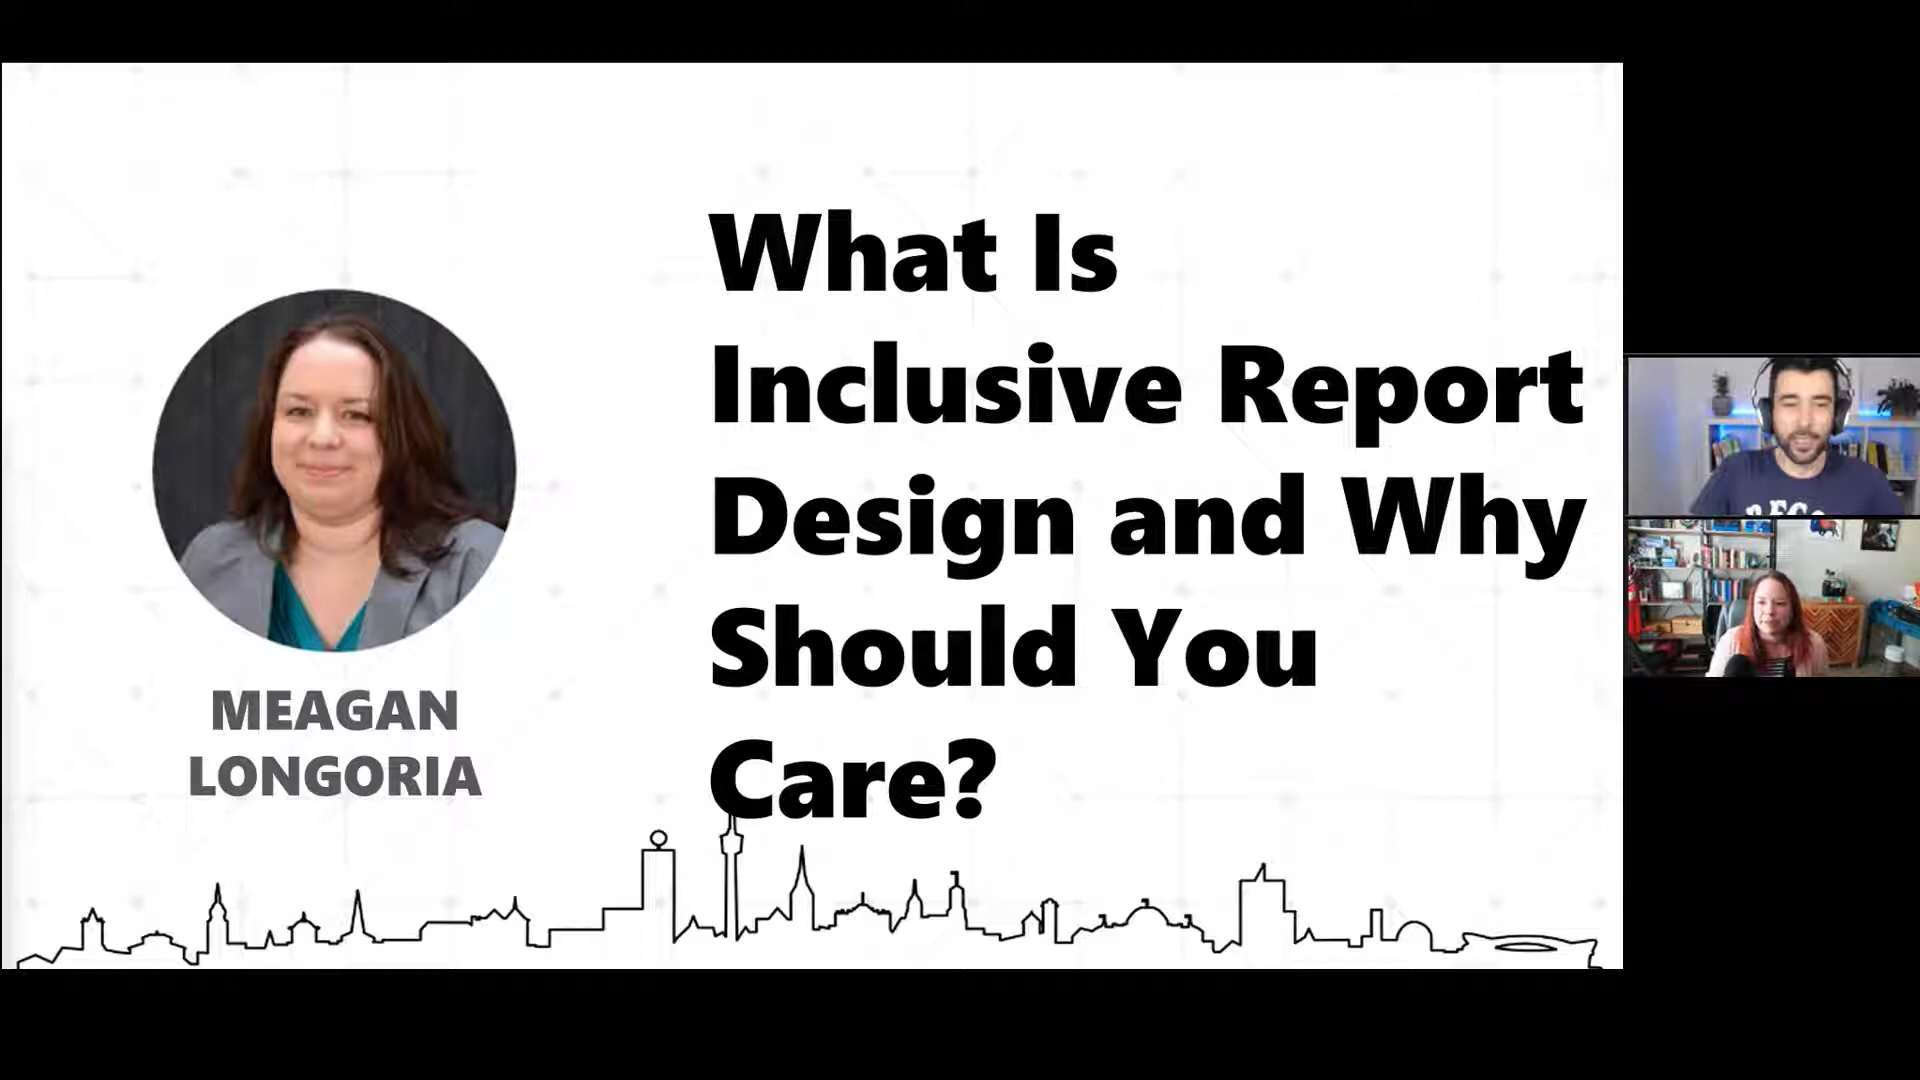 What Is
Inclusive Report
Design and Why
Should You
Care?
MEAGAN
LONGORIA